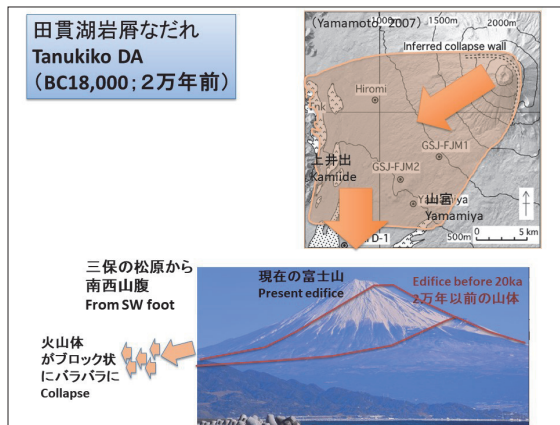 田貫湖岩屑なだれ
Tanukiko DA
（BC18,000；２万年前）
(Yamamoto, 2007)
1000m
1500m
2000m
Inferred collapse wall
Hiromi
GSJ-FJM1
上井出
Kamiide
GSJ-FJM2
山宮
Yamamiya
500m
0
5 km
三保の松原から
南西山腹
From SW foot
現在の富士山
Present edifice
Edifice before 20ka
２万年以前の山体
火山体
がブロック状
にバラバラに
Collapse